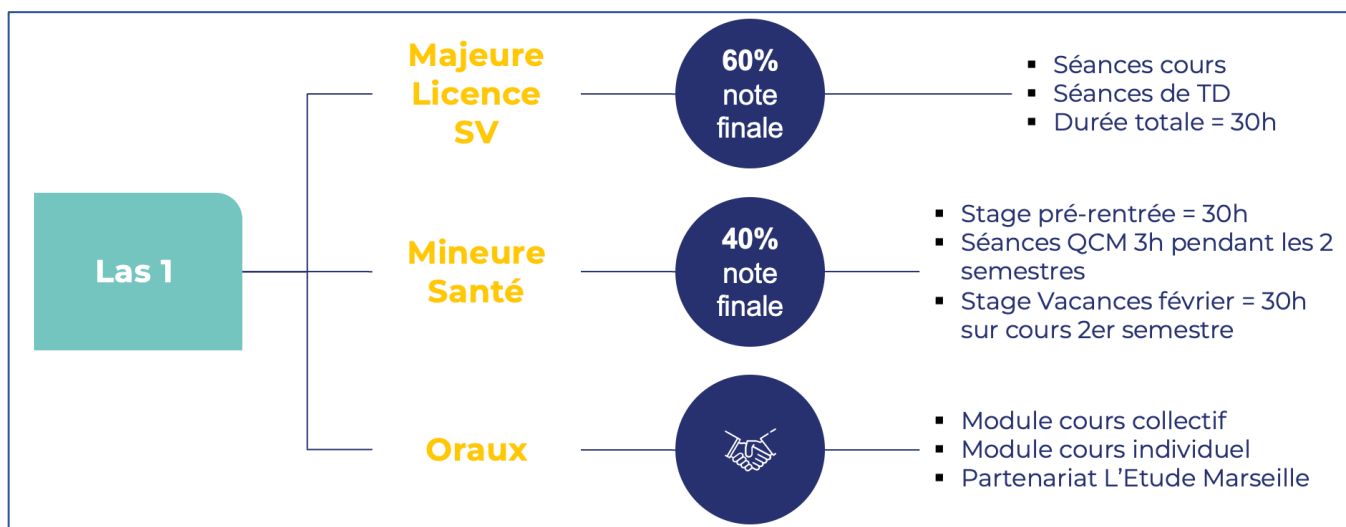 Las 1
Majeure
Licence
SV
60%
note
finale
▪ Séances cours
▪ Séances de TD
▪ Durée totale = 30h
Mineure
Santé
40%
note
finale
▪ Stage pré-rentrée = 30h
▪ Séances QCM 3h pendant les 2
semestres
▪ Stage Vacances février = 30h
sur cours 2er semestre
Oraux
▪ Module cours collectif
▪ Module cours individuel
▪ Partenariat L'Etude Marseille